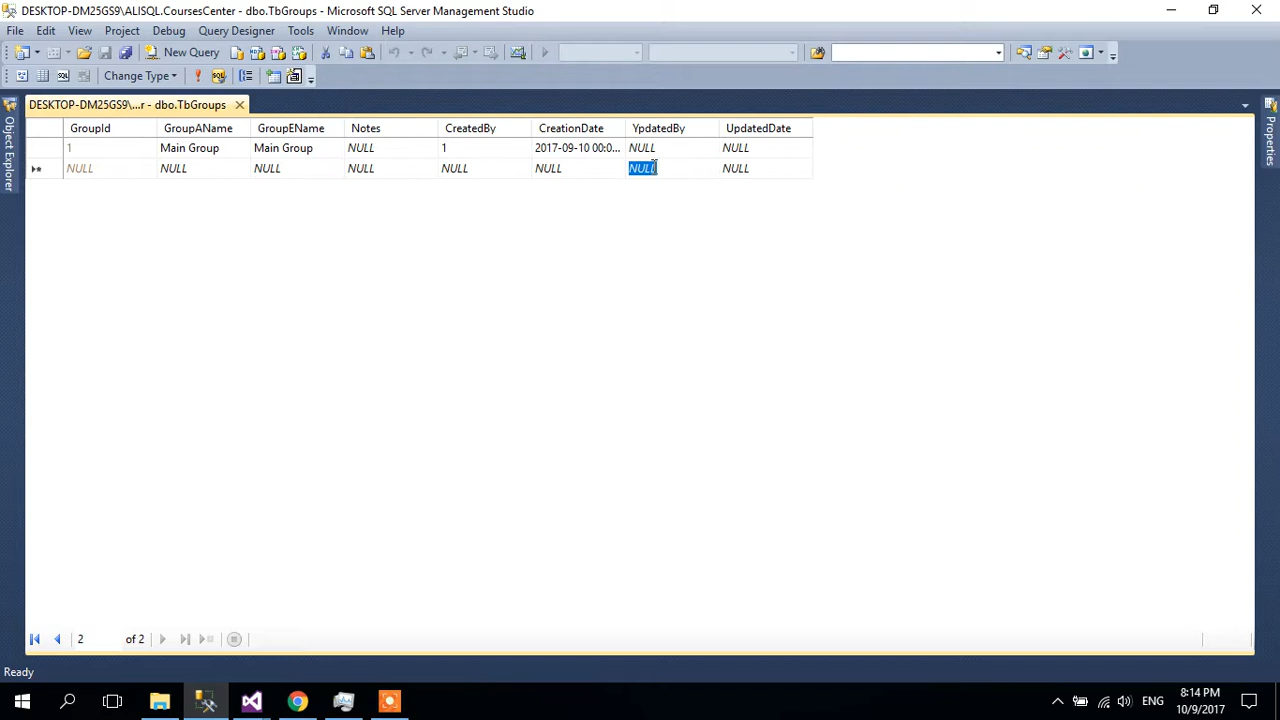 DESKTOP-DM25GS9\ALISQL.CoursesCenter - dbo.TbGroups - Microsoft SQL Server Management Studio
File Edit View Project Debug Query Designer Tools Window Help
New Query
Change Type
DESKTOP-DM25GS9\...r - dbo.TbGroups
Object Explorer
Properties
GroupId GroupAName GroupEName Notes CreatedBy CreationDate YpdatedBy UpdatedDate
1 Main Group Main Group NULL 1 2017-09-10 00:0... NULL NULL
NULL NULL NULL NULL NULL NULL NULL NULL
2 of 2
Ready
ENG
8:14 PM
10/9/2017